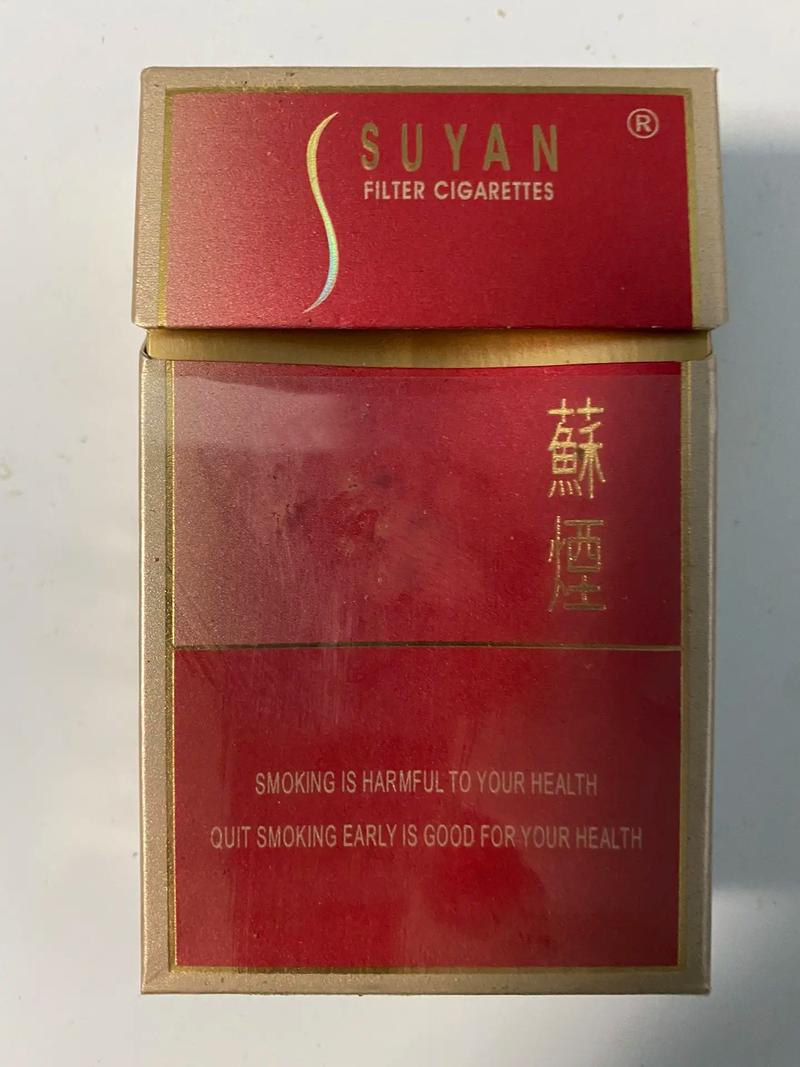 SUYAN ®
FILTER CIGARETTES
蘇煙
SMOKING IS HARMFUL TO YOUR HEALTH
QUIT SMOKING EARLY IS GOOD FOR YOUR HEALTH